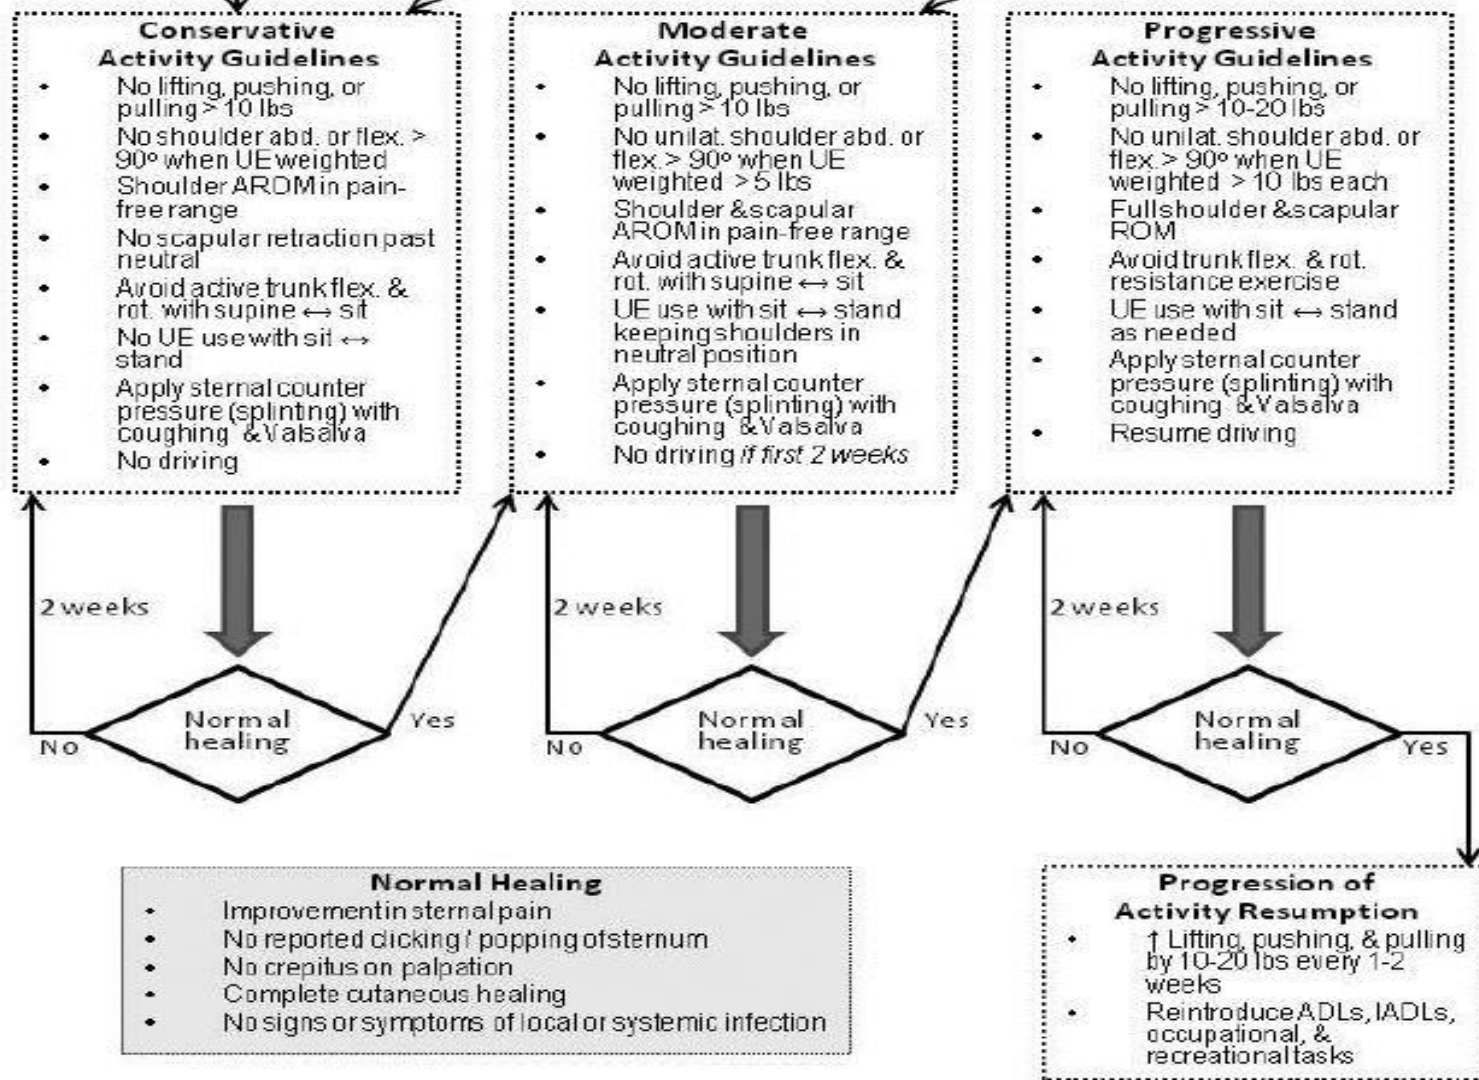 Conservative
Activity Guidelines
• No lifting, pushing, or
pulling > 10 lbs
• No shoulder abd. or flex. >
90º when UE weighted
• Shoulder AROM in pain-
free range
• No scapular retraction past
neutral
• Avoid active trunk flex. &
rot. with supine ↔ sit
• No UE use with sit ↔
stand
• Apply sternal counter
pressure (splinting) with
coughing & Valsalva
• No driving
Moderate
Activity Guidelines
• No lifting, pushing, or
pulling > 10 lbs
• No unilat. shoulder abd. or
flex. > 90º when UE
weighted > 5 lbs
• Shoulder & scapular
AROM in pain-free range
• Avoid active trunk flex. &
rot. with supine ↔ sit
• UE use with sit ↔ stand
keeping shoulders in
neutral position
• Apply sternal counter
pressure (splinting) with
coughing & Valsalva
• No driving if first 2 weeks
Progressive
Activity Guidelines
• No lifting, pushing, or
pulling > 10-20 lbs
• No unilat. shoulder abd. or
flex. > 90º when UE
weighted > 10 lbs each
• Full shoulder & scapular
ROM
• Avoid trunk flex. & rot.
resistance exercise
• UE use with sit ↔ stand
as needed
• Apply sternal counter
pressure (splinting) with
coughing & Valsalva
• Resume driving
2 weeks
Normal
healing
No
Yes
2 weeks
Normal
healing
No
Yes
2 weeks
Normal
healing
No
Yes
Normal Healing
• Improvement in sternal pain
• No reported clicking / popping of sternum
• No crepitus on palpation
• Complete cutaneous healing
• No signs or symptoms of local or systemic infection
Progression of
Activity Resumption
• ↑ Lifting, pushing, & pulling
by 10-20 lbs every 1-2
weeks
• Reintroduce ADLs, IADLs,
occupational, &
recreational tasks